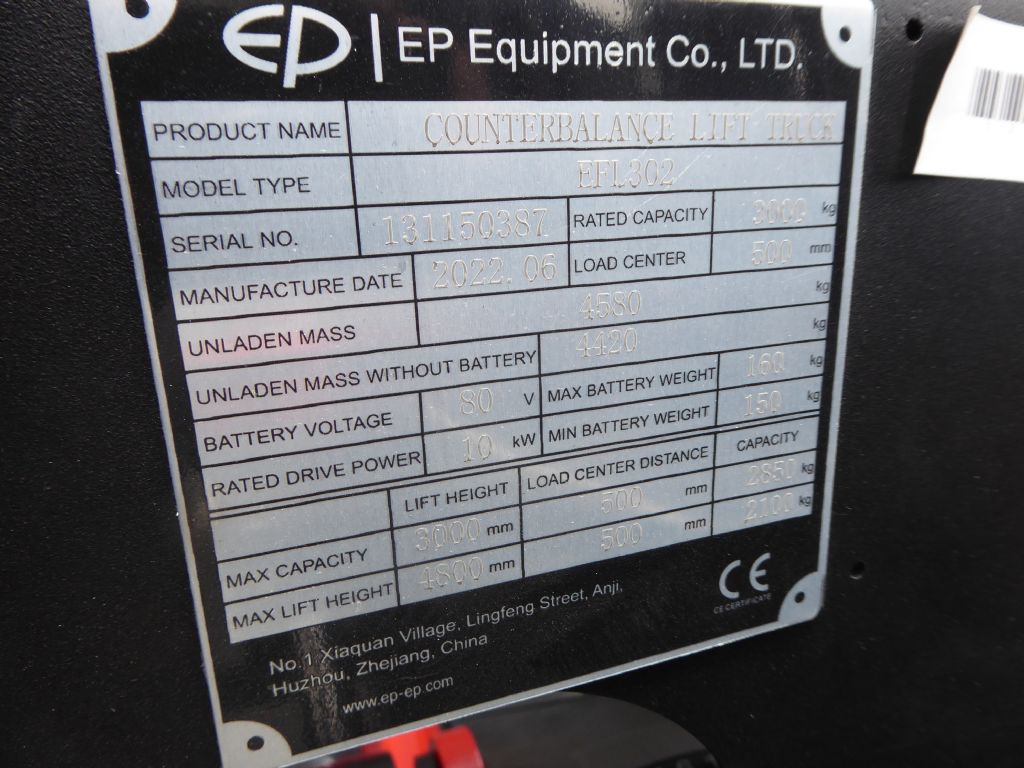 EP | EP Equipment Co., LTD.
PRODUCT NAME COUNTERBALANCE LIFT TRUCK
MODEL TYPE EFL302
SERIAL NO. 131150387 RATED CAPACITY 3000 kg
MANUFACTURE DATE 2022.06 LOAD CENTER 500 mm
UNLADEN MASS 4580 kg
UNLADEN MASS WITHOUT BATTERY 4420 kg
BATTERY VOLTAGE 80 V MAX BATTERY WEIGHT 160 kg
RATED DRIVE POWER 10 kW MIN BATTERY WEIGHT 150 kg
LIFT HEIGHT LOAD CENTER DISTANCE CAPACITY
MAX CAPACITY 3000 mm 500 mm 2850 kg
MAX LIFT HEIGHT 4800 mm 500 mm 2100 kg
No.1 Xiaquan Village, Lingfeng Street, Anji,
Huzhou, Zhejiang, China
www.ep-ep.com
CE
CE CERTIFICATE